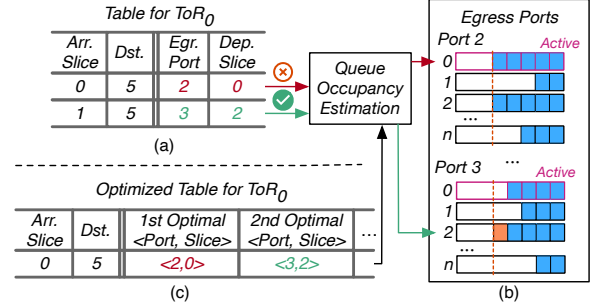 Table for ToR0
Arr. Slice Dst. Egr. Port Dep. Slice
0 5 2 0
1 5 3 2
(a)
Queue Occupancy Estimation
Optimized Table for ToR0
Arr. Slice Dst. 1st Optimal <Port, Slice> 2nd Optimal <Port, Slice> ...
0 5 <2,0> <3,2>
(c)
Egress Ports
Port 2 Active
0
1
2
...
n
...
Port 3 Active
0
1
2
...
n
(b)